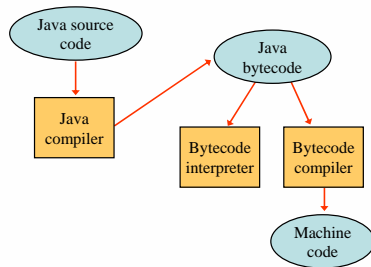 Java source
code
Java
bytecode
Java
compiler
Bytecode
interpreter
Bytecode
compiler
Machine
code